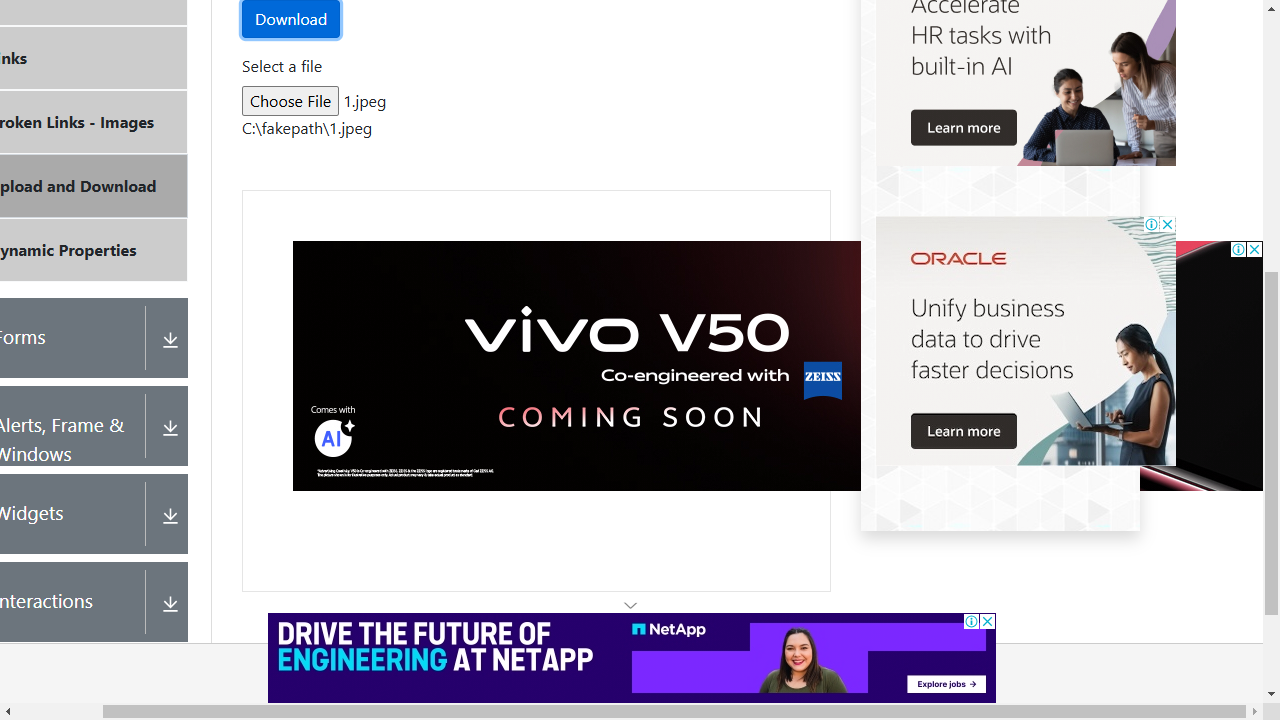 Download
Select a file
Choose File 1.jpeg
C:\fakepath\1.jpeg
nks
roken Links - Images
pload and Download
ynamic Properties
Forms
Alerts, Frame &
Windows
Widgets
nteractions
vivo V50
Co-engineered with ZEISS
COMING SOON
Comes with
AI
Accelerate
HR tasks with
built-in AI
Learn more
ORACLE
Unify business
data to drive
faster decisions
Learn more
DRIVE THE FUTURE OF
ENGINEERING AT NETAPP
NetApp
Explore jobs →